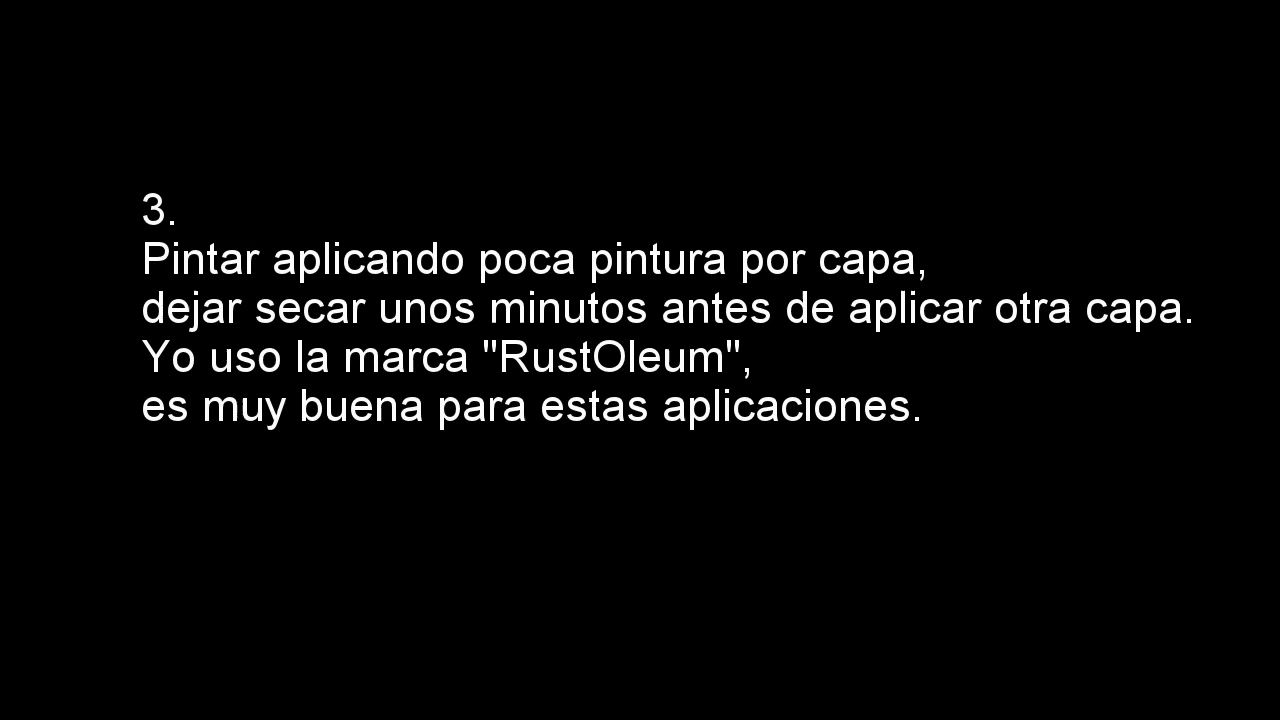 3.
Pintar aplicando poca pintura por capa,
dejar secar unos minutos antes de aplicar otra capa.
Yo uso la marca "RustOleum",
es muy buena para estas aplicaciones.